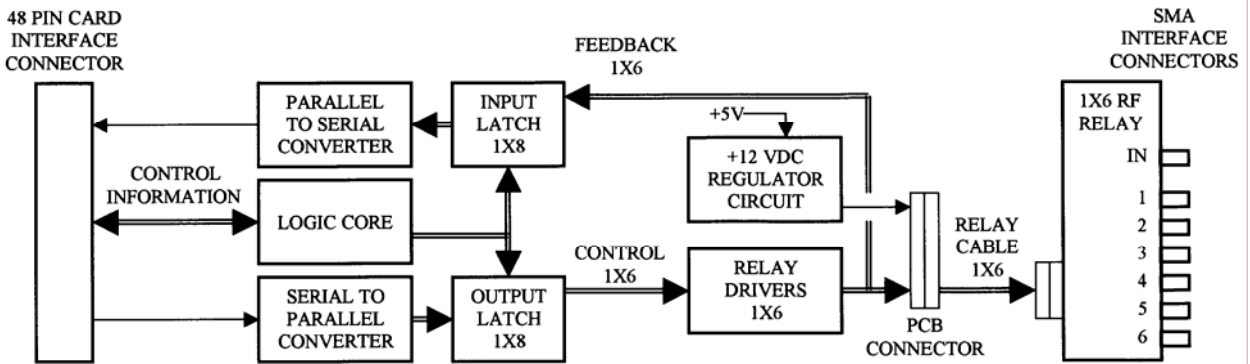 48 PIN CARD
INTERFACE
CONNECTOR
PARALLEL
TO SERIAL
CONVERTER
INPUT
LATCH
1X8
FEEDBACK
1X6
+5V
+12 VDC
REGULATOR
CIRCUIT
CONTROL
INFORMATION
LOGIC CORE
SERIAL TO
PARALLEL
CONVERTER
OUTPUT
LATCH
1X8
CONTROL
1X6
RELAY
DRIVERS
1X6
PCB
CONNECTOR
RELAY
CABLE
1X6
SMA
INTERFACE
CONNECTORS
1X6 RF
RELAY
IN
1
2
3
4
5
6